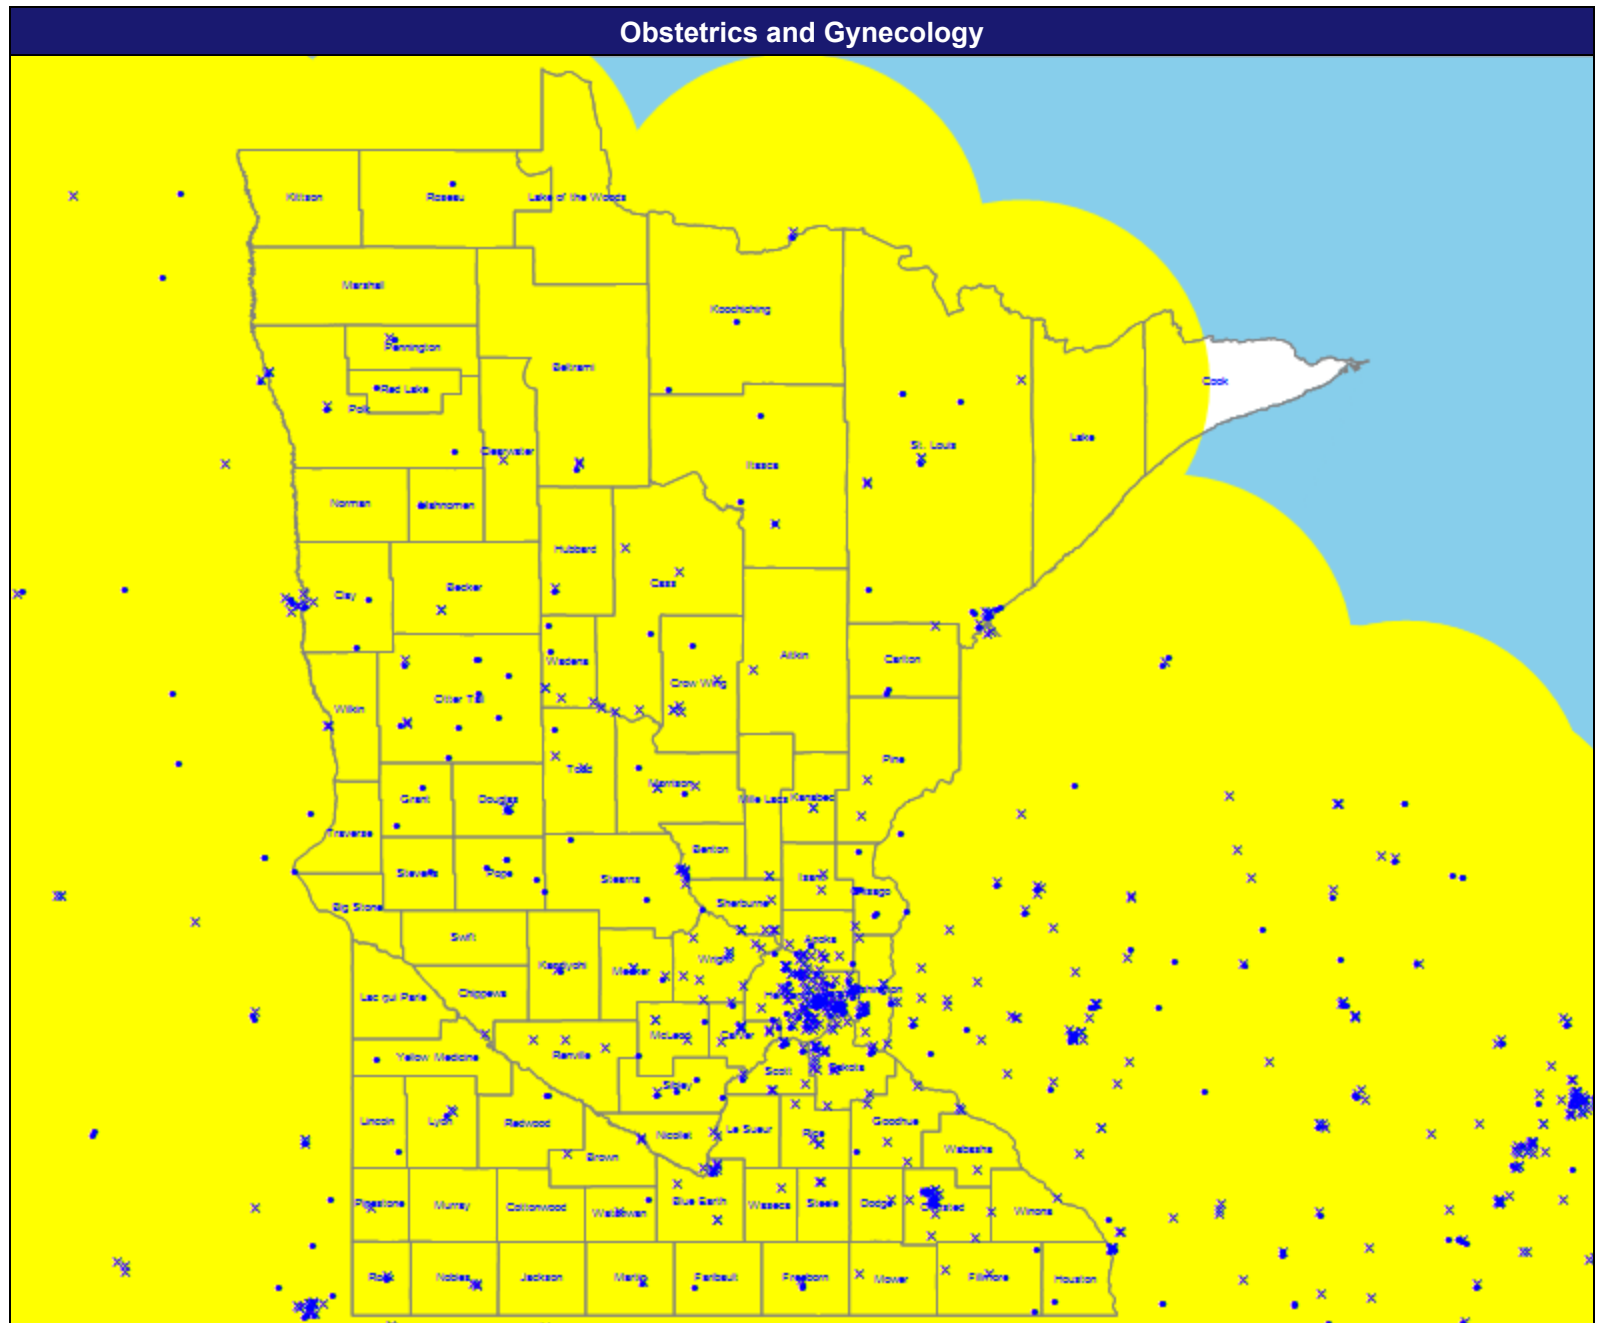 Obstetrics and Gynecology
Kittson
Roseau
Lake of the Woods
Marshall
Koochiching
Pennington
Beltrami
Red Lake
Polk
Cook
Clearwater
Itasca
St. Louis
Lake
Norman
Mahnomen
Hubbard
Cass
Clay
Becker
Wadena
Aitkin
Carlton
Crow Wing
Otter Tail
Wilkin
Pine
Todd
Morrison
Grant
Douglas
Mille Lacs
Kanabec
Traverse
Benton
Stevens
Pope
Stearns
Isanti
Chisago
Big Stone
Sherburne
Swift
Anoka
Kandiyohi
Meeker
Wright
Lac qui Parle
Chippewa
McLeod
Carver
Yellow Medicine
Renville
Scott
Dakota
Sibley
Lincoln
Lyon
Redwood
Nicollet
Le Sueur
Rice
Goodhue
Brown
Wabasha
Pipestone
Murray
Cottonwood
Watonwan
Blue Earth
Waseca
Steele
Dodge
Olmsted
Winona
Rock
Nobles
Jackson
Martin
Faribault
Freeborn
Mower
Fillmore
Houston